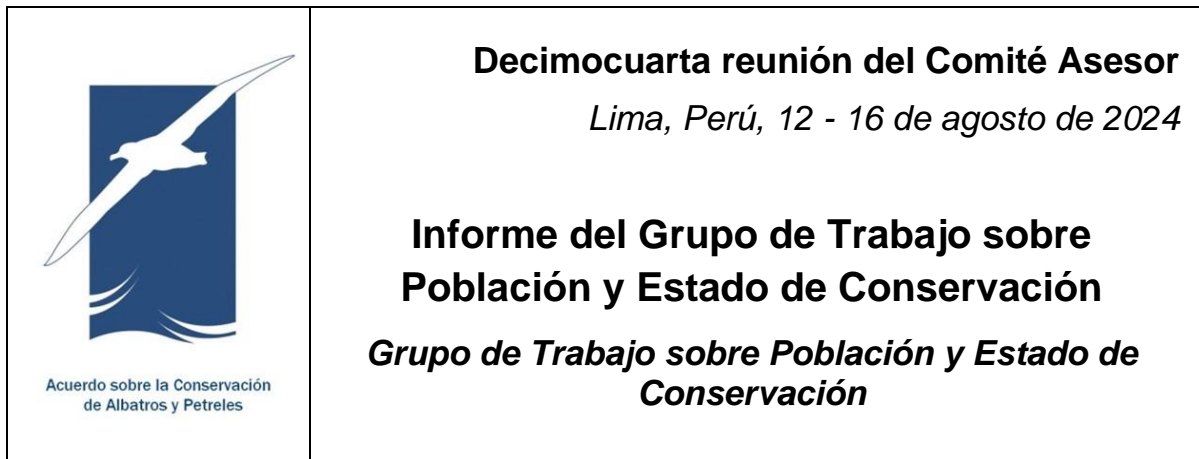 Acuerdo sobre la Conservación
de Albatros y Petreles
Decimocuarta reunión del Comité Asesor
Lima, Perú, 12 - 16 de agosto de 2024
Informe del Grupo de Trabajo sobre
Población y Estado de Conservación
Grupo de Trabajo sobre Población y Estado de
Conservación